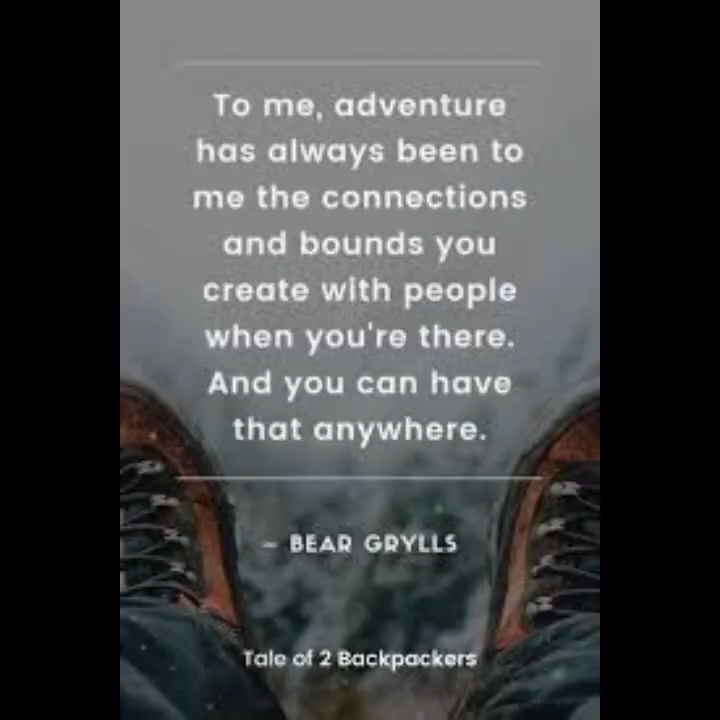 To me, adventure
has always been to
me the connections
and bounds you
create with people
when you're there.
And you can have
that anywhere.
– BEAR GRYLLS
Tale of 2 Backpackers